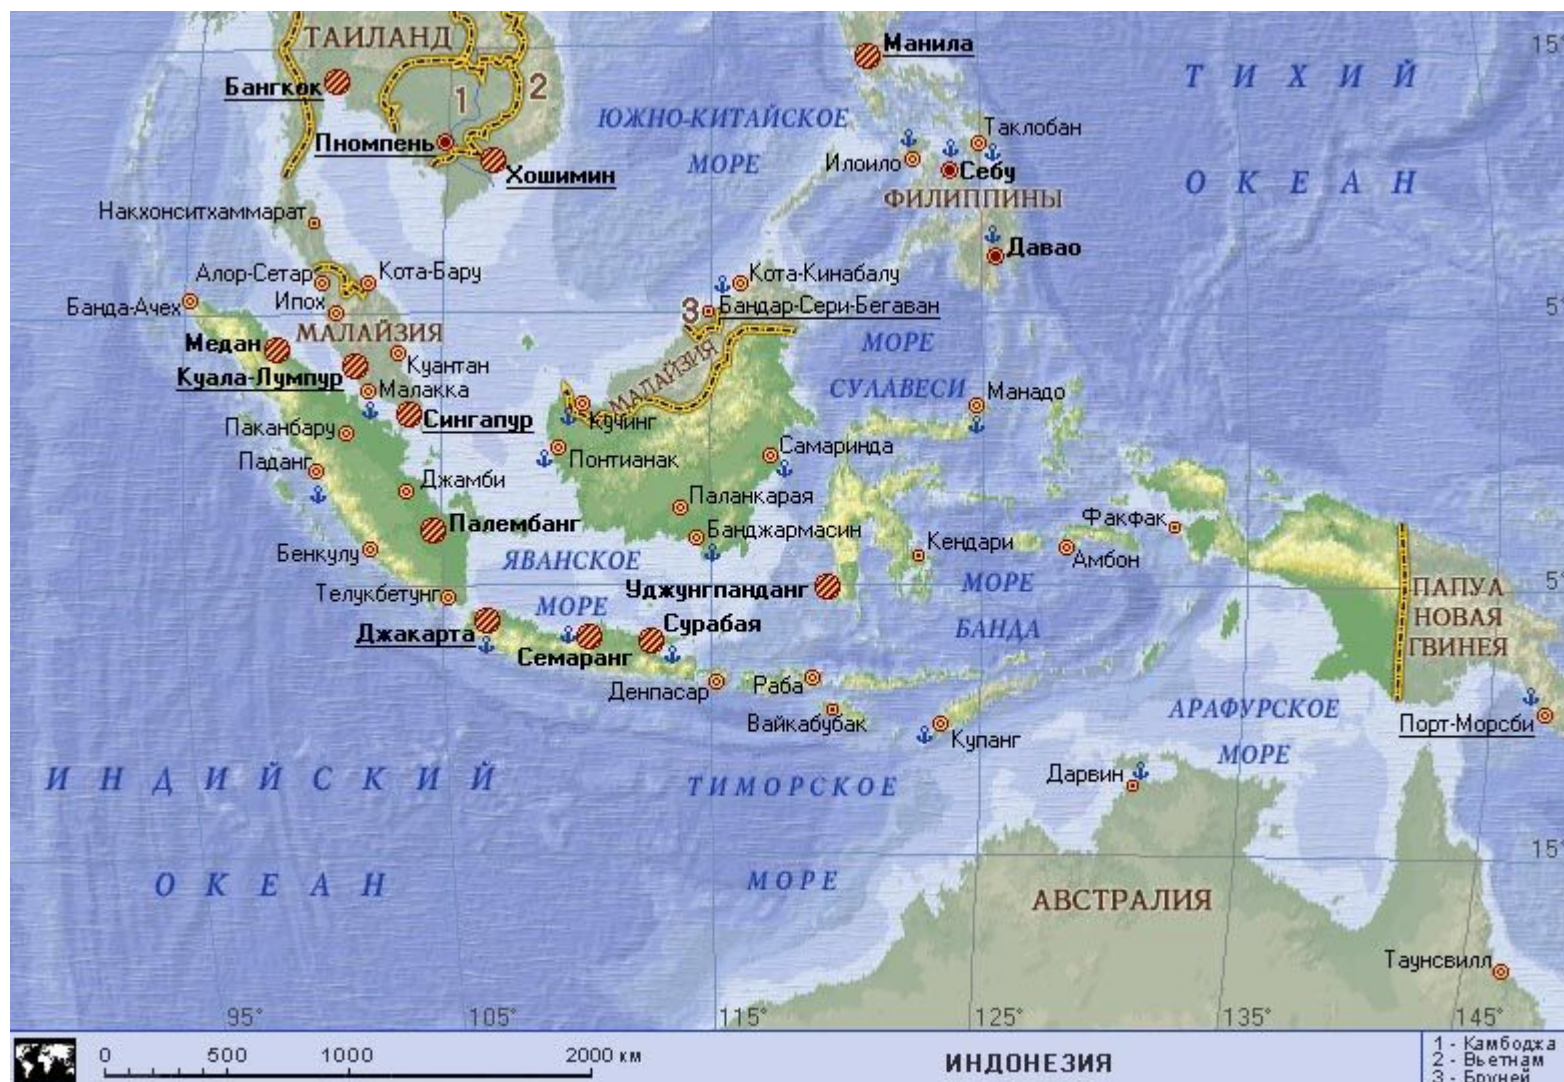 ТАИЛАНД
Манила
15°
Бангкок
1
2
ТИХИЙ
ЮЖНО-КИТАЙСКОЕ
МОРЕ
Пномпень
Хошимин
Таклобан
Илоило
Себу
ФИЛИППИНЫ
ОКЕАН
Накхонситхаммарат
Давао
Алор-Сетар
Кота-Бару
Кота-Кинабалу
Банда-Ачех
Ипох
3
Бандар-Сери-Бегаван
5°
МАЛАЙЗИЯ
Медан
Куантан
Куала-Лумпур
Малакка
МАЛАЙЗИЯ
МОРЕ
СУЛАВЕСИ
Манадо
Сингапур
Кучинг
Паканбару
Понтианак
Самаринда
Паданг
Джамби
Паланкарая
Палембанг
Банджармасин
Факфак
Бенкулу
ЯВАНСКОЕ
МОРЕ
Кендари
Амбон
Телукбетунг
Уджунгпанданг
МОРЕ
БАНДА
5°
ПАПУА
НОВАЯ
ГВИНЕЯ
Джакарта
Семаранг
Сурабая
Денпасар
Раба
Вайкабубак
Купанг
АРАФУРСКОЕ
МОРЕ
Порт-Морсби
ИНДИЙСКИЙ
ОКЕАН
ТИМОРСКОЕ
МОРЕ
Дарвин
15°
АВСТРАЛИЯ
Таунсвилл
95°
105°
115°
125°
135°
145°
0
500
1000
2000 км
ИНДОНЕЗИЯ
1 - Камбоджа
2 - Вьетнам
3 - Бруней